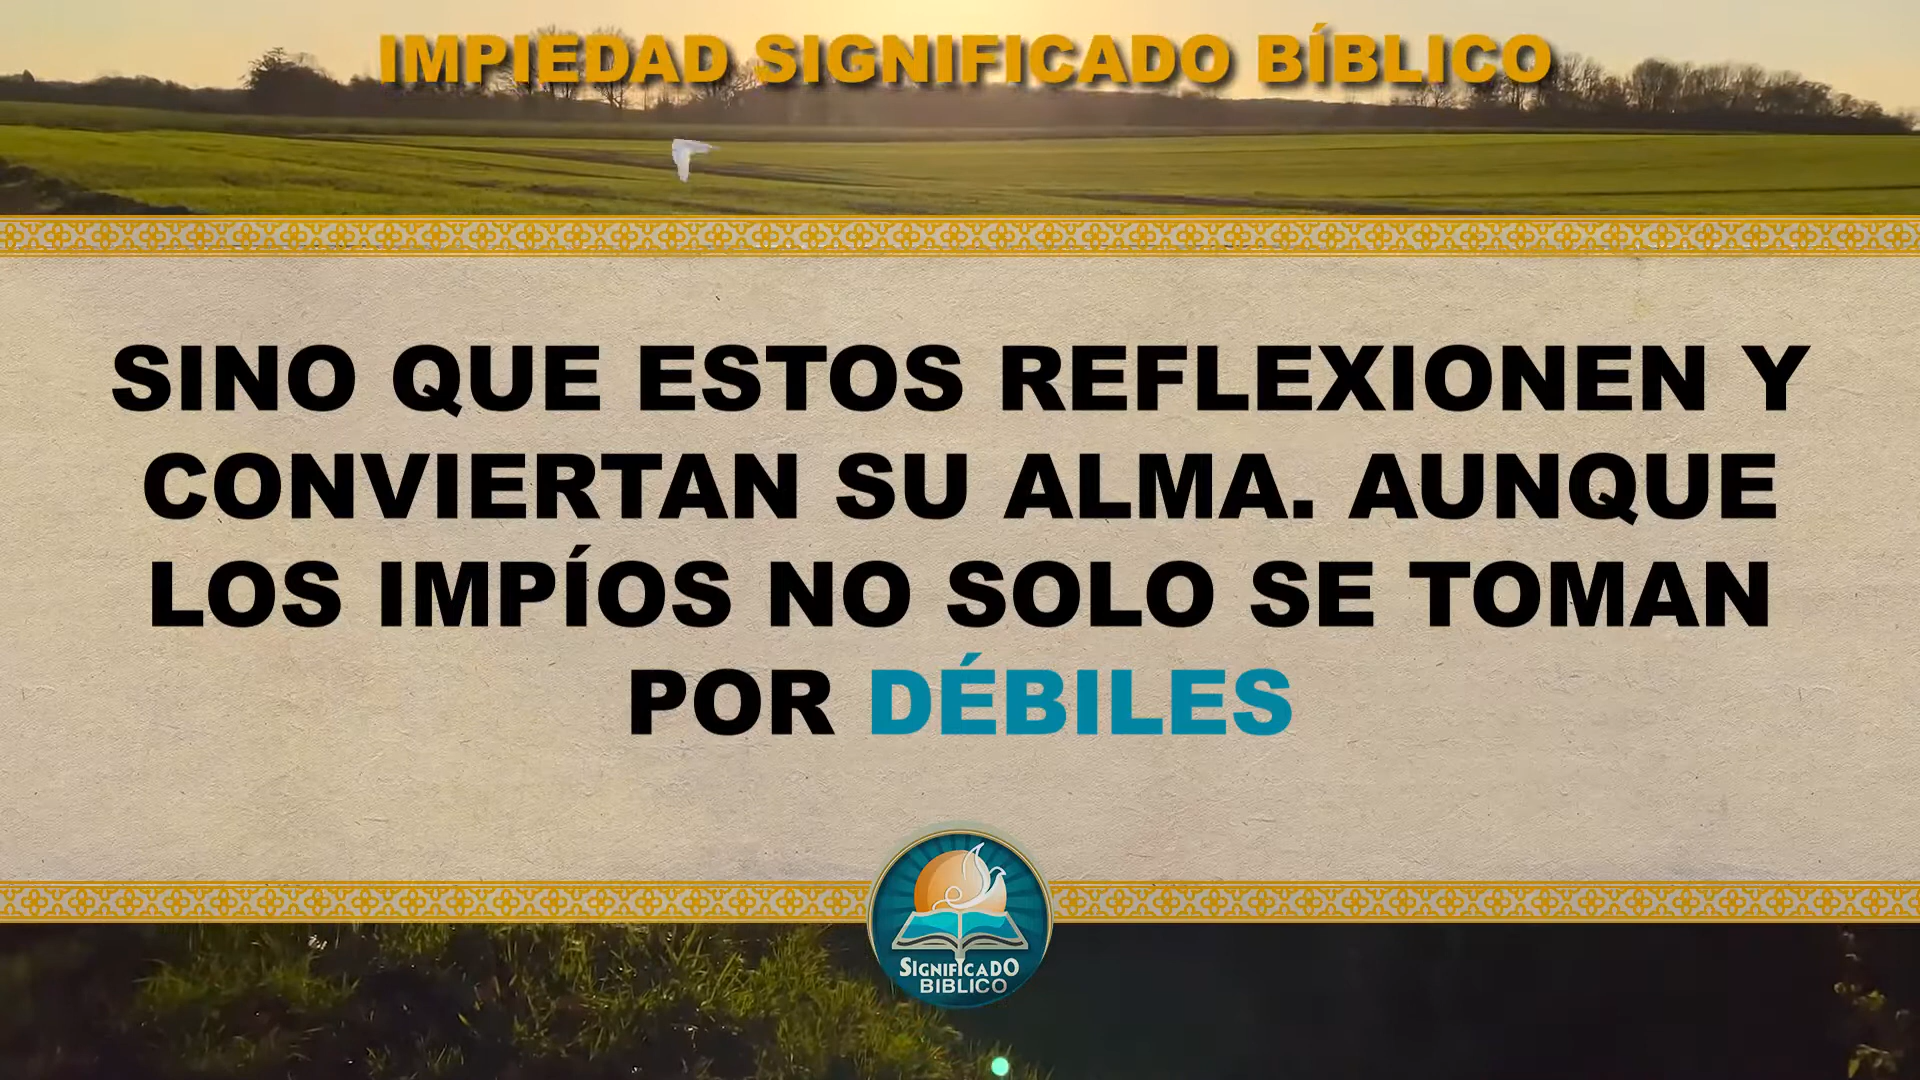 IMPIEDAD SIGNIFICADO BÍBLICO
SINO QUE ESTOS REFLEXIONEN Y
CONVIERTAN SU ALMA. AUNQUE
LOS IMPÍOS NO SOLO SE TOMAN
POR DÉBILES
SIGNIFICADO
BIBLICO